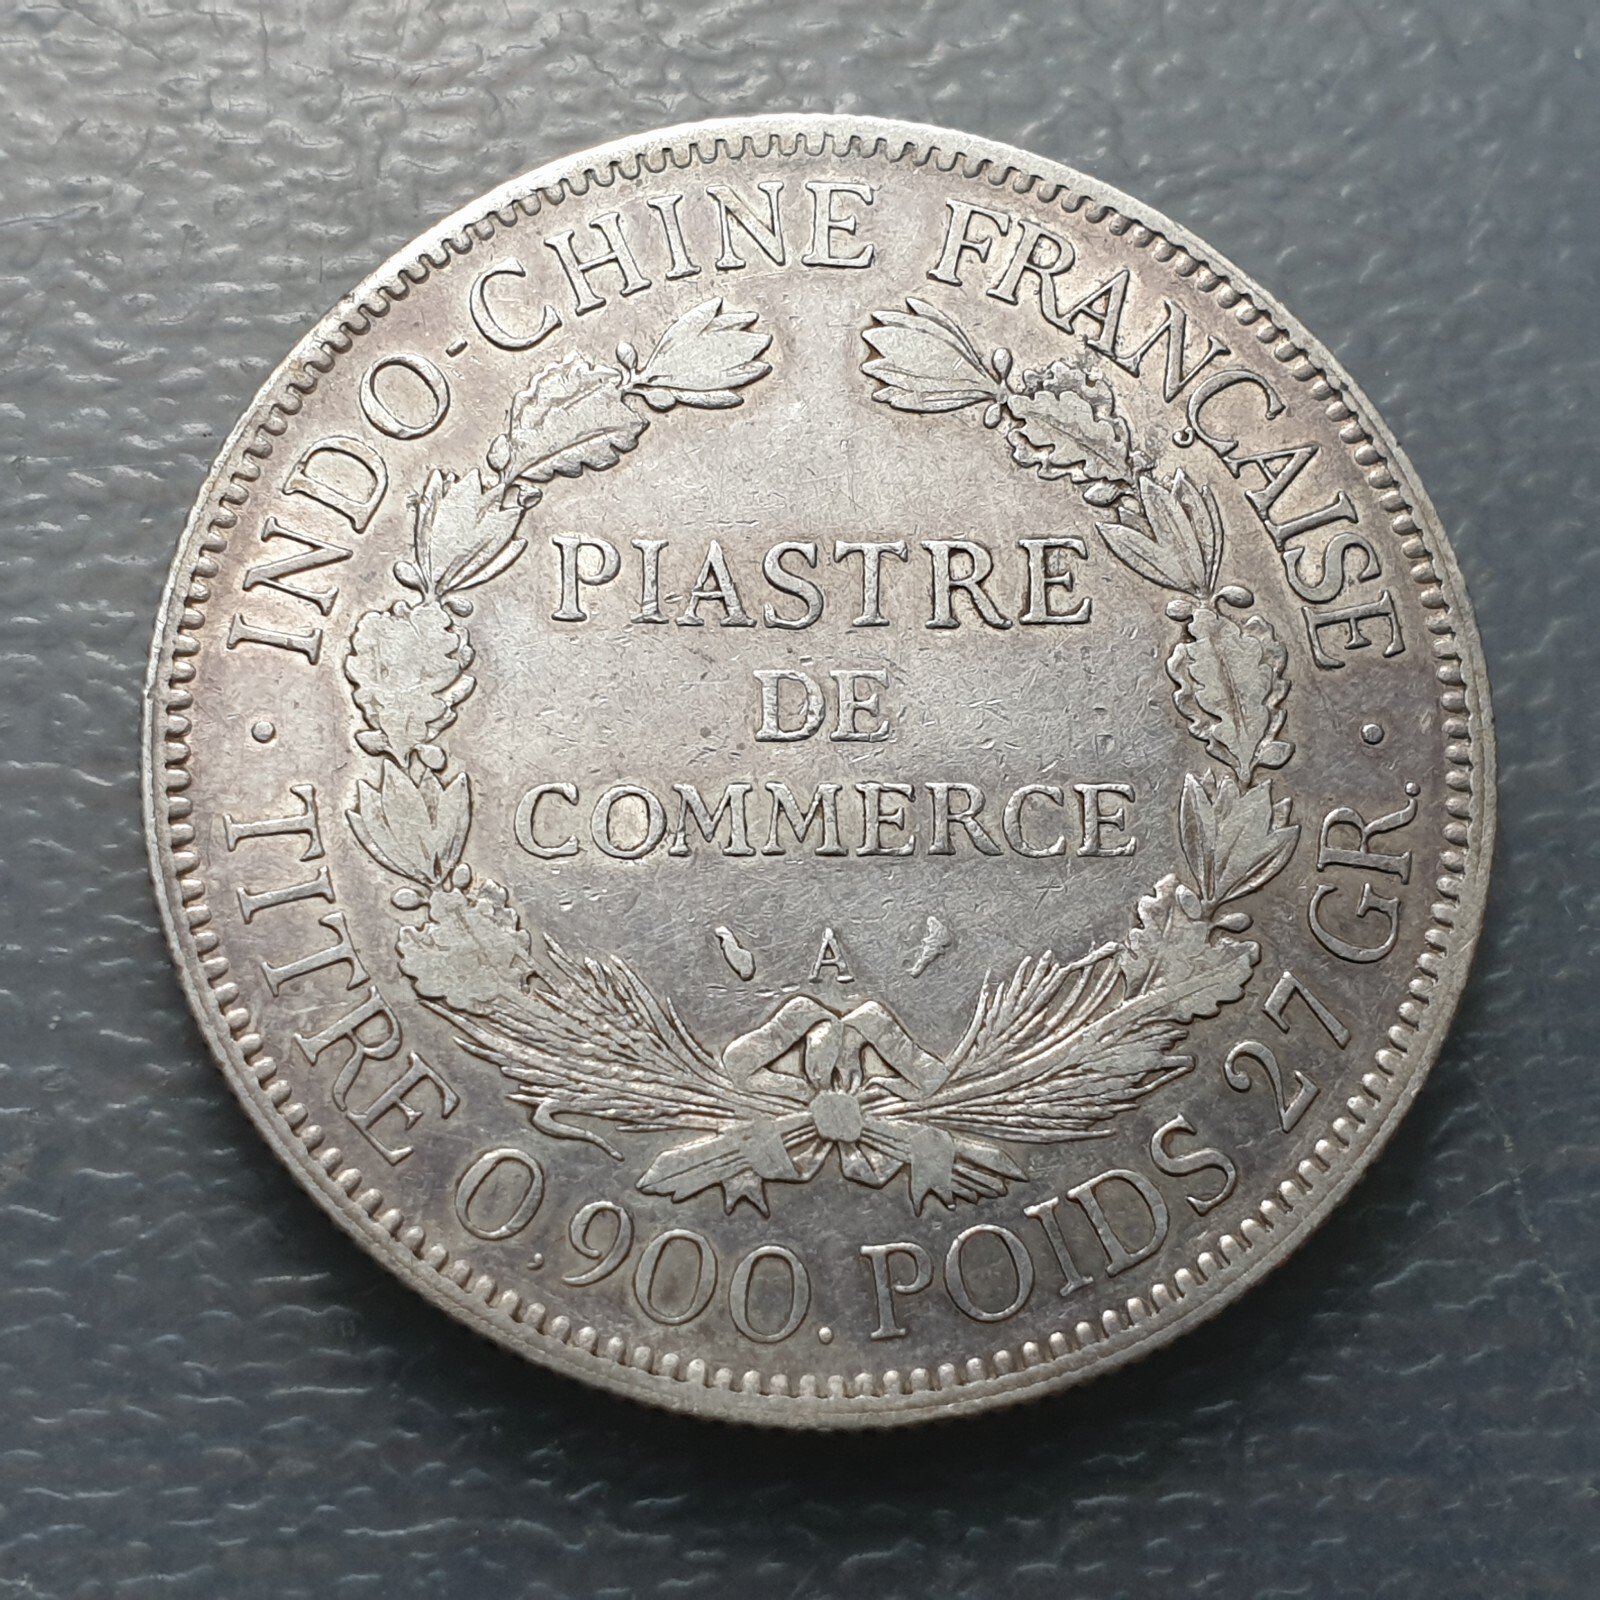 INDO-CHINE FRANÇAISE
PIASTRE
DE
COMMERCE
A
· TITRE 0,900. POIDS 27 GR. ·